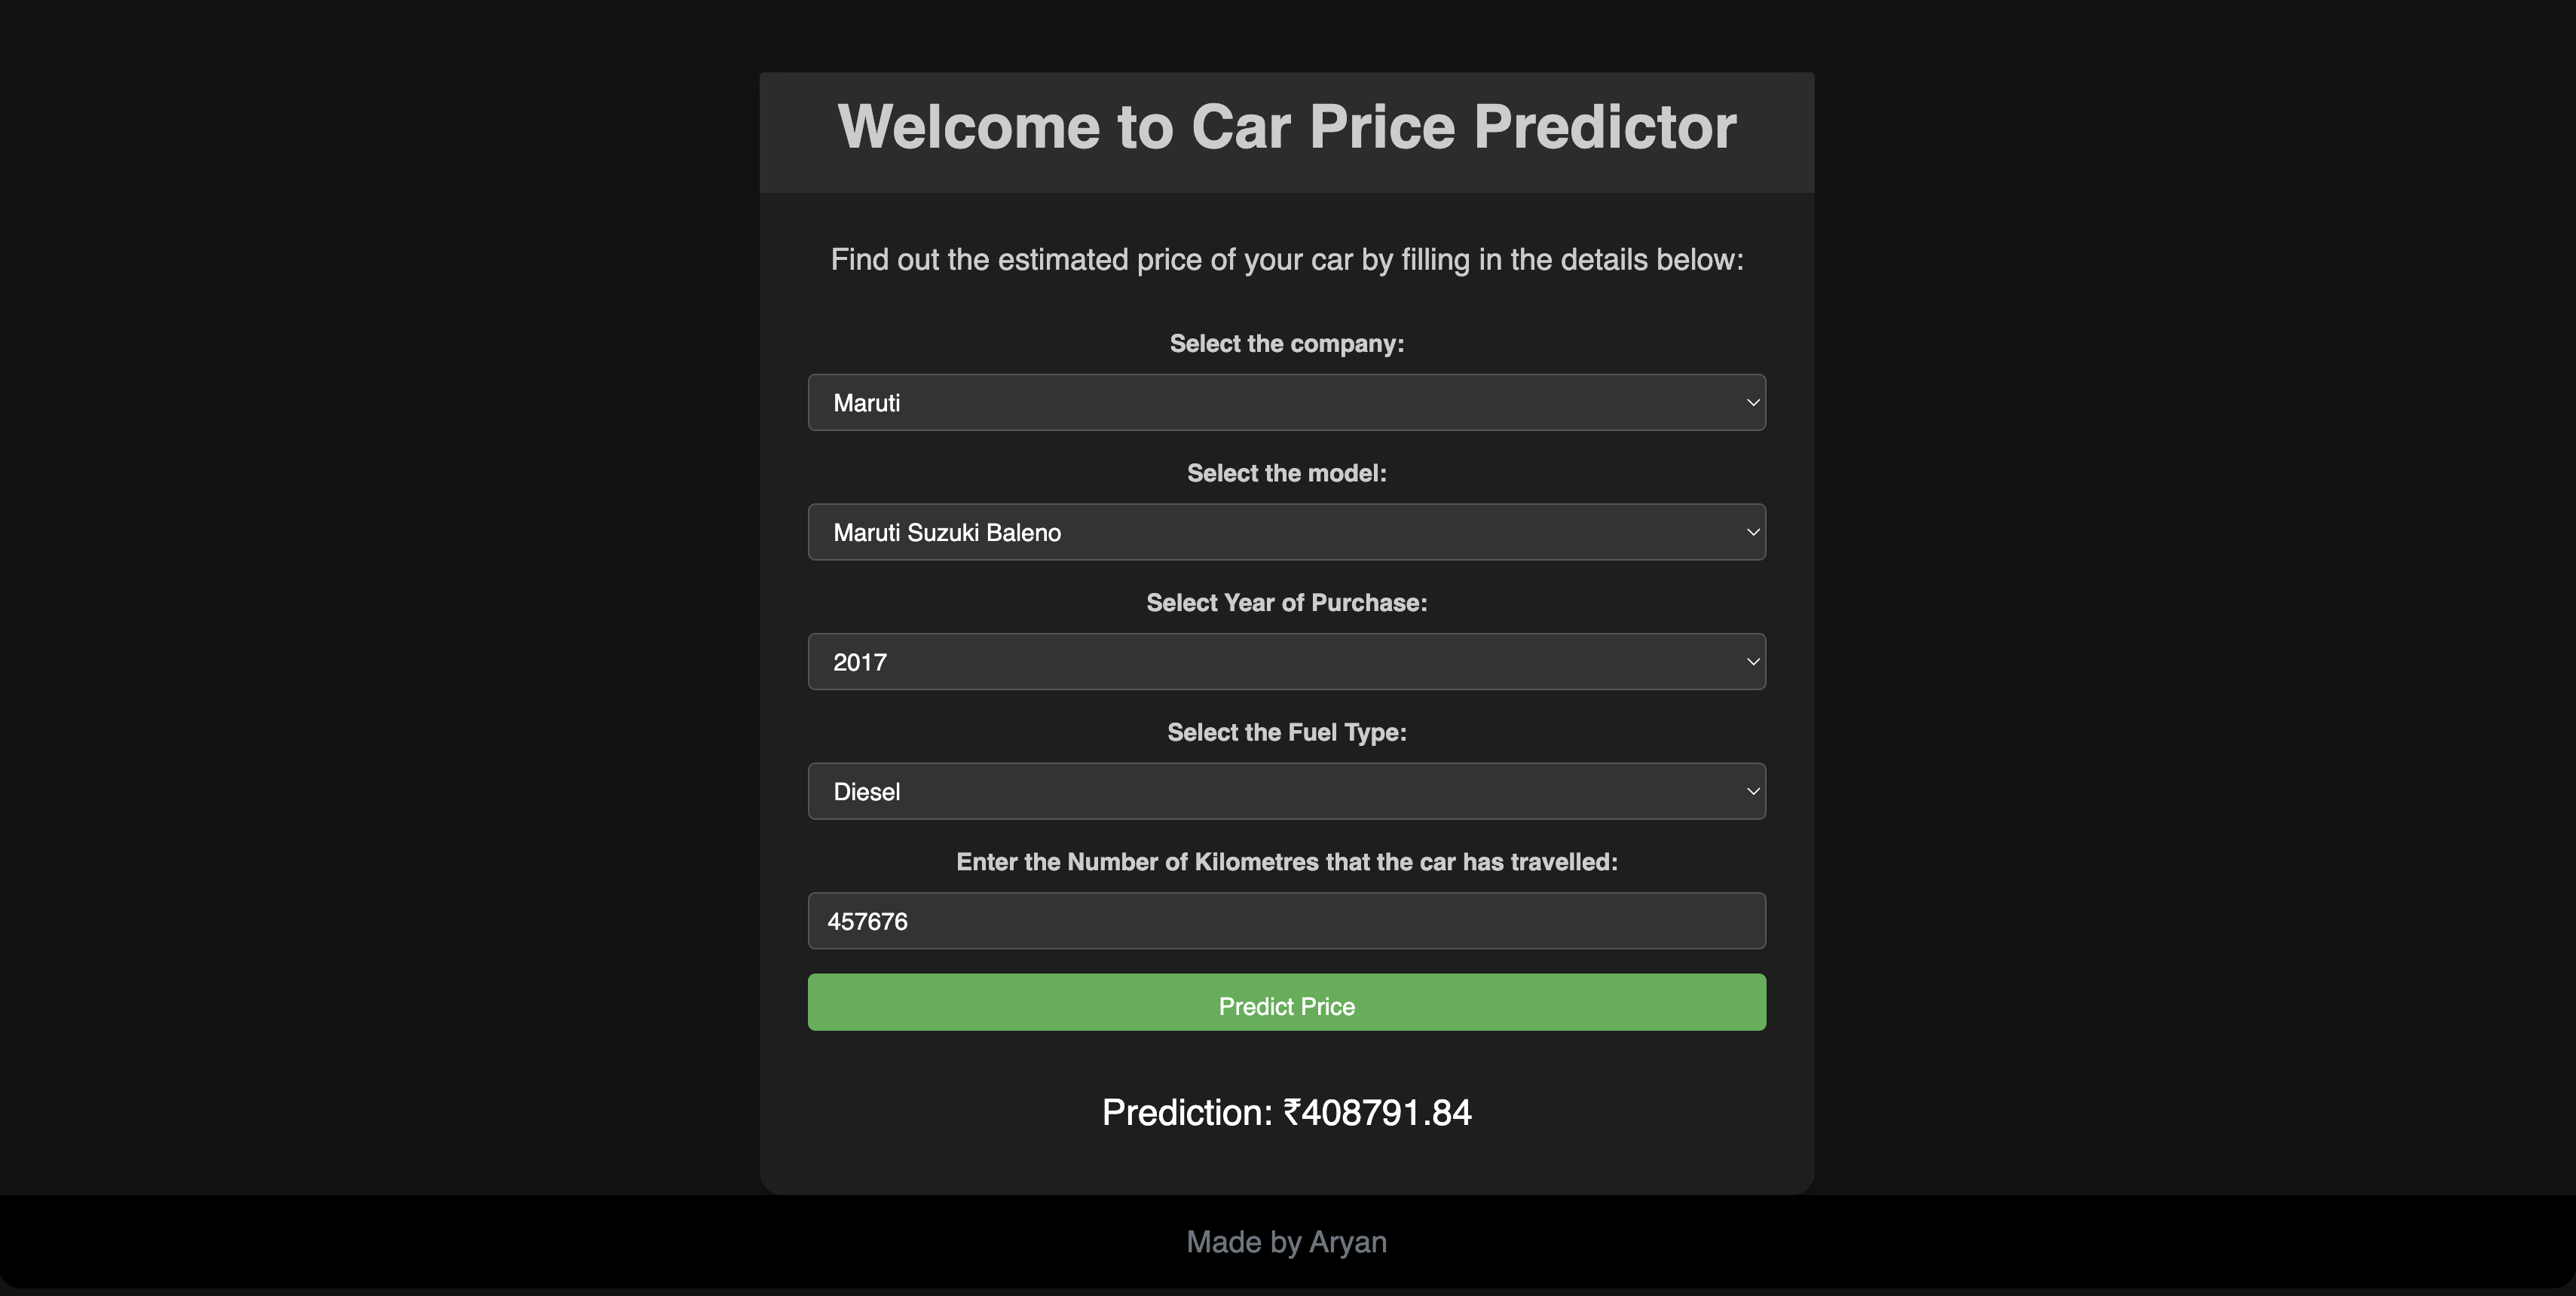 Welcome to Car Price Predictor
Find out the estimated price of your car by filling in the details below:
Select the company:
Maruti
Select the model:
Maruti Suzuki Baleno
Select Year of Purchase:
2017
Select the Fuel Type:
Diesel
Enter the Number of Kilometres that the car has travelled:
457676
Predict Price
Prediction: ₹408791.84
Made by Aryan